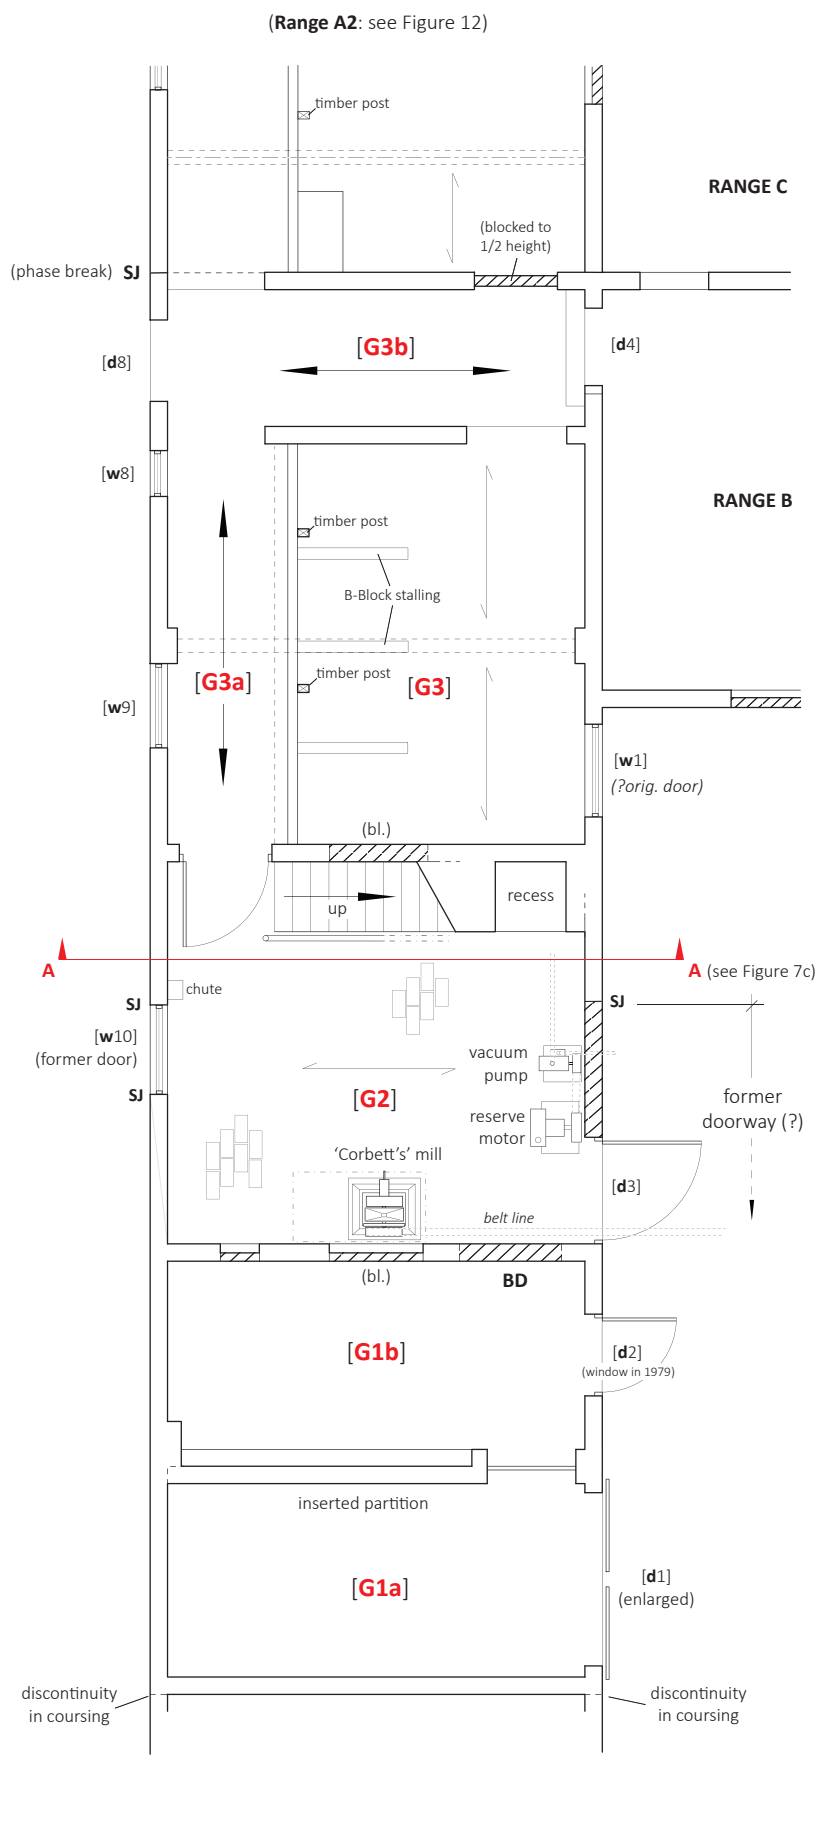 (Range A2: see Figure 12)
timber post
RANGE C
(blocked to
1/2 height)
(phase break) SJ
[G3b]
[d8]
[d4]
[w8]
RANGE B
timber post
B-Block stalling
timber post
[G3a]
[G3]
[w9]
[w1]
(?orig. door)
(bl.)
recess
up
A
A (see Figure 7c)
chute
SJ
SJ
[w10]
(former door)
vacuum
pump
SJ
[G2]
former
doorway (?)
reserve
motor
'Corbett's' mill
[d3]
belt line
(bl.)
BD
[G1b]
[d2]
(window in 1979)
inserted partition
[G1a]
[d1]
(enlarged)
discontinuity
in coursing
discontinuity
in coursing